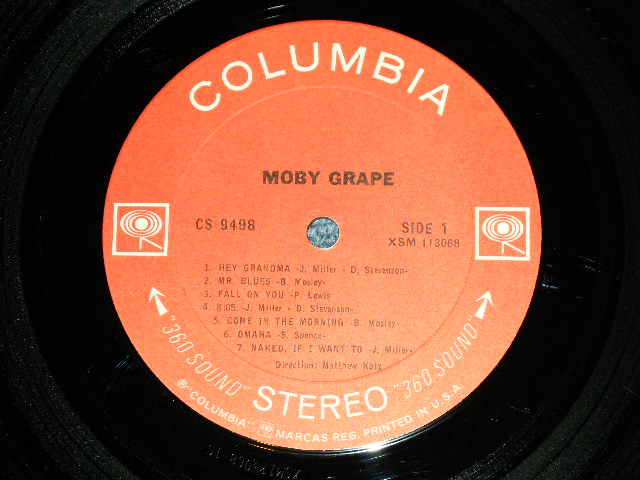 COLUMBIA
MOBY GRAPE
CS 9498
SIDE 1
XSM 118068
1. HEY GRANDMA -J. Miller - D. Stevenson-
2. MR. BLUES -B. Mosley-
3. FALL ON YOU -P. Lewis-
4. 8:05 -J. Miller - D. Stevenson-
5. COME IN THE MORNING -B. Mosley-
6. OMAHA -S. Spence-
7. NAKED, IF I WANT TO -J. Miller-
Direction: Matthew Katz
"360 SOUND" STEREO "360 SOUND"
® "COLUMBIA", MARCAS REG. PRINTED IN U.S.A.